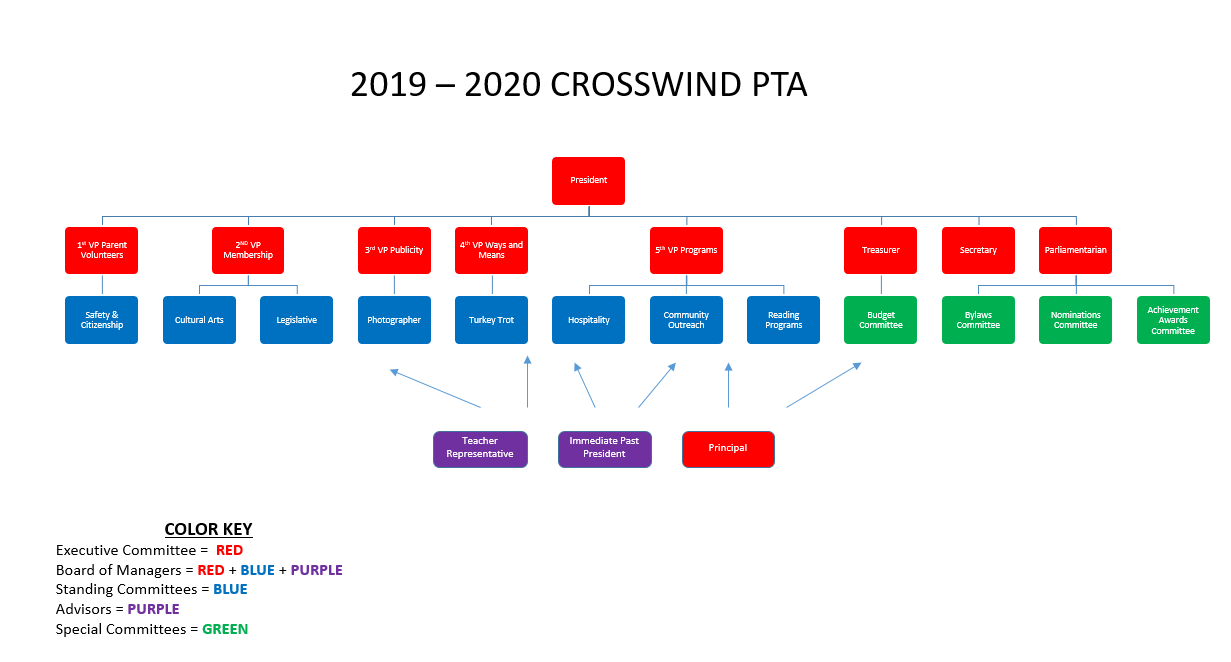 2019 – 2020 CROSSWIND PTA
President
1st VP Parent
Volunteers
2ND VP
Membership
3rd VP Publicity
4th VP Ways and
Means
5th VP Programs
Treasurer
Secretary
Parliamentarian
Safety &
Citizenship
Cultural Arts
Legislative
Photographer
Turkey Trot
Hospitality
Community
Outreach
Reading
Programs
Budget
Committee
Bylaws
Committee
Nominations
Committee
Achievement
Awards
Committee
Teacher
Representative
Immediate Past
President
Principal
COLOR KEY
Executive Committee = RED
Board of Managers = RED + BLUE + PURPLE
Standing Committees = BLUE
Advisors = PURPLE
Special Committees = GREEN